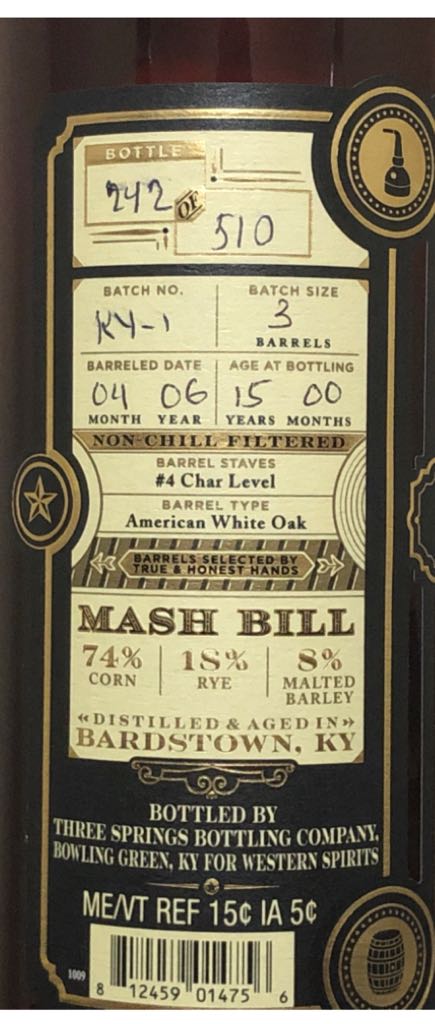 BOTTLE
242 OF
510
BATCH NO. BATCH SIZE
KY-1 3
BARRELS
BARRELED DATE AGE AT BOTTLING
04 06 15 00
MONTH YEAR YEARS MONTHS
NON-CHILL FILTERED
BARREL STAVES
#4 Char Level
BARREL TYPE
American White Oak
BARRELS SELECTED BY
TRUE & HONEST HANDS
MASH BILL
74% 18% 8%
CORN RYE MALTED
BARLEY
«DISTILLED & AGED IN»
BARDSTOWN, KY
BOTTLED BY
THREE SPRINGS BOTTLING COMPANY,
BOWLING GREEN, KY FOR WESTERN SPIRITS
ME/VT REF 15¢ IA 5¢
1009
8 12459 01475 6